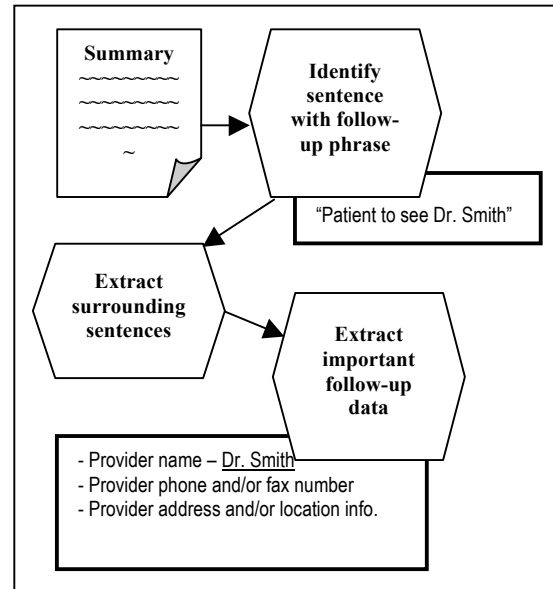 Summary
~~~~~~~~~
~~~~~~~~~
~~~~~~~~~
~
Identify
sentence
with follow-
up phrase
“Patient to see Dr. Smith”
Extract
surrounding
sentences
Extract
important
follow-up
data
- Provider name – Dr. Smith
- Provider phone and/or fax number
- Provider address and/or location info.